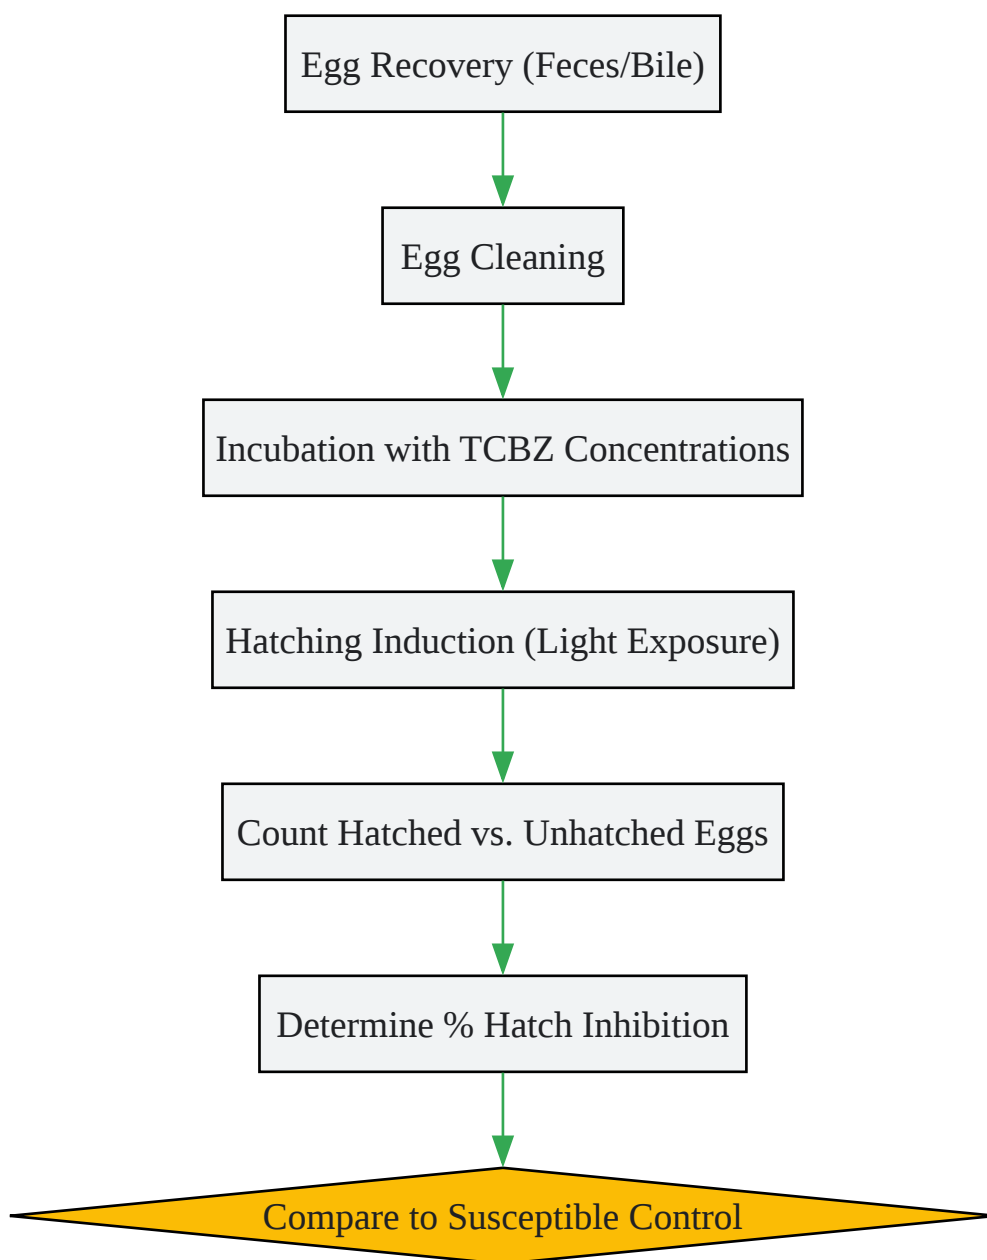 Egg Recovery (Feces/Bile)
Egg Cleaning
Incubation with TCBZ Concentrations
Hatching Induction (Light Exposure)
Count Hatched vs. Unhatched Eggs
Determine % Hatch Inhibition
Compare to Susceptible Control